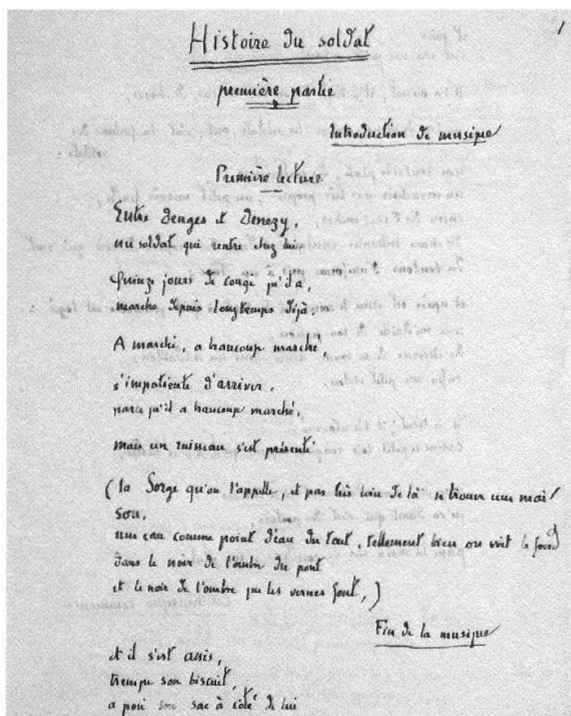 1
Histoire du soldat
première partie
Introduction de musique
Première lecture
Entre Denges et Denezy,
un soldat qui rentre chez lui.
Quinze jours de congé qu'il a,
marche depuis longtemps déjà.
A marché, a beaucoup marché,
s'impatiente d'arriver,
parce qu'il a beaucoup marché,
mais un ruisseau s'est présenté
(la Sorge qu'on l'appelle, et pas très loin de là se trouve une mai/
son,
une eau comme point d'eau du tout, tellement bien on voit le fond
dans le noir de l'ombre du pont
et le noir de l'ombre que les vernes font,)
Fin de la musique
et il s'est assis,
trempe son biscuit,
a posé son sac à côté de lui